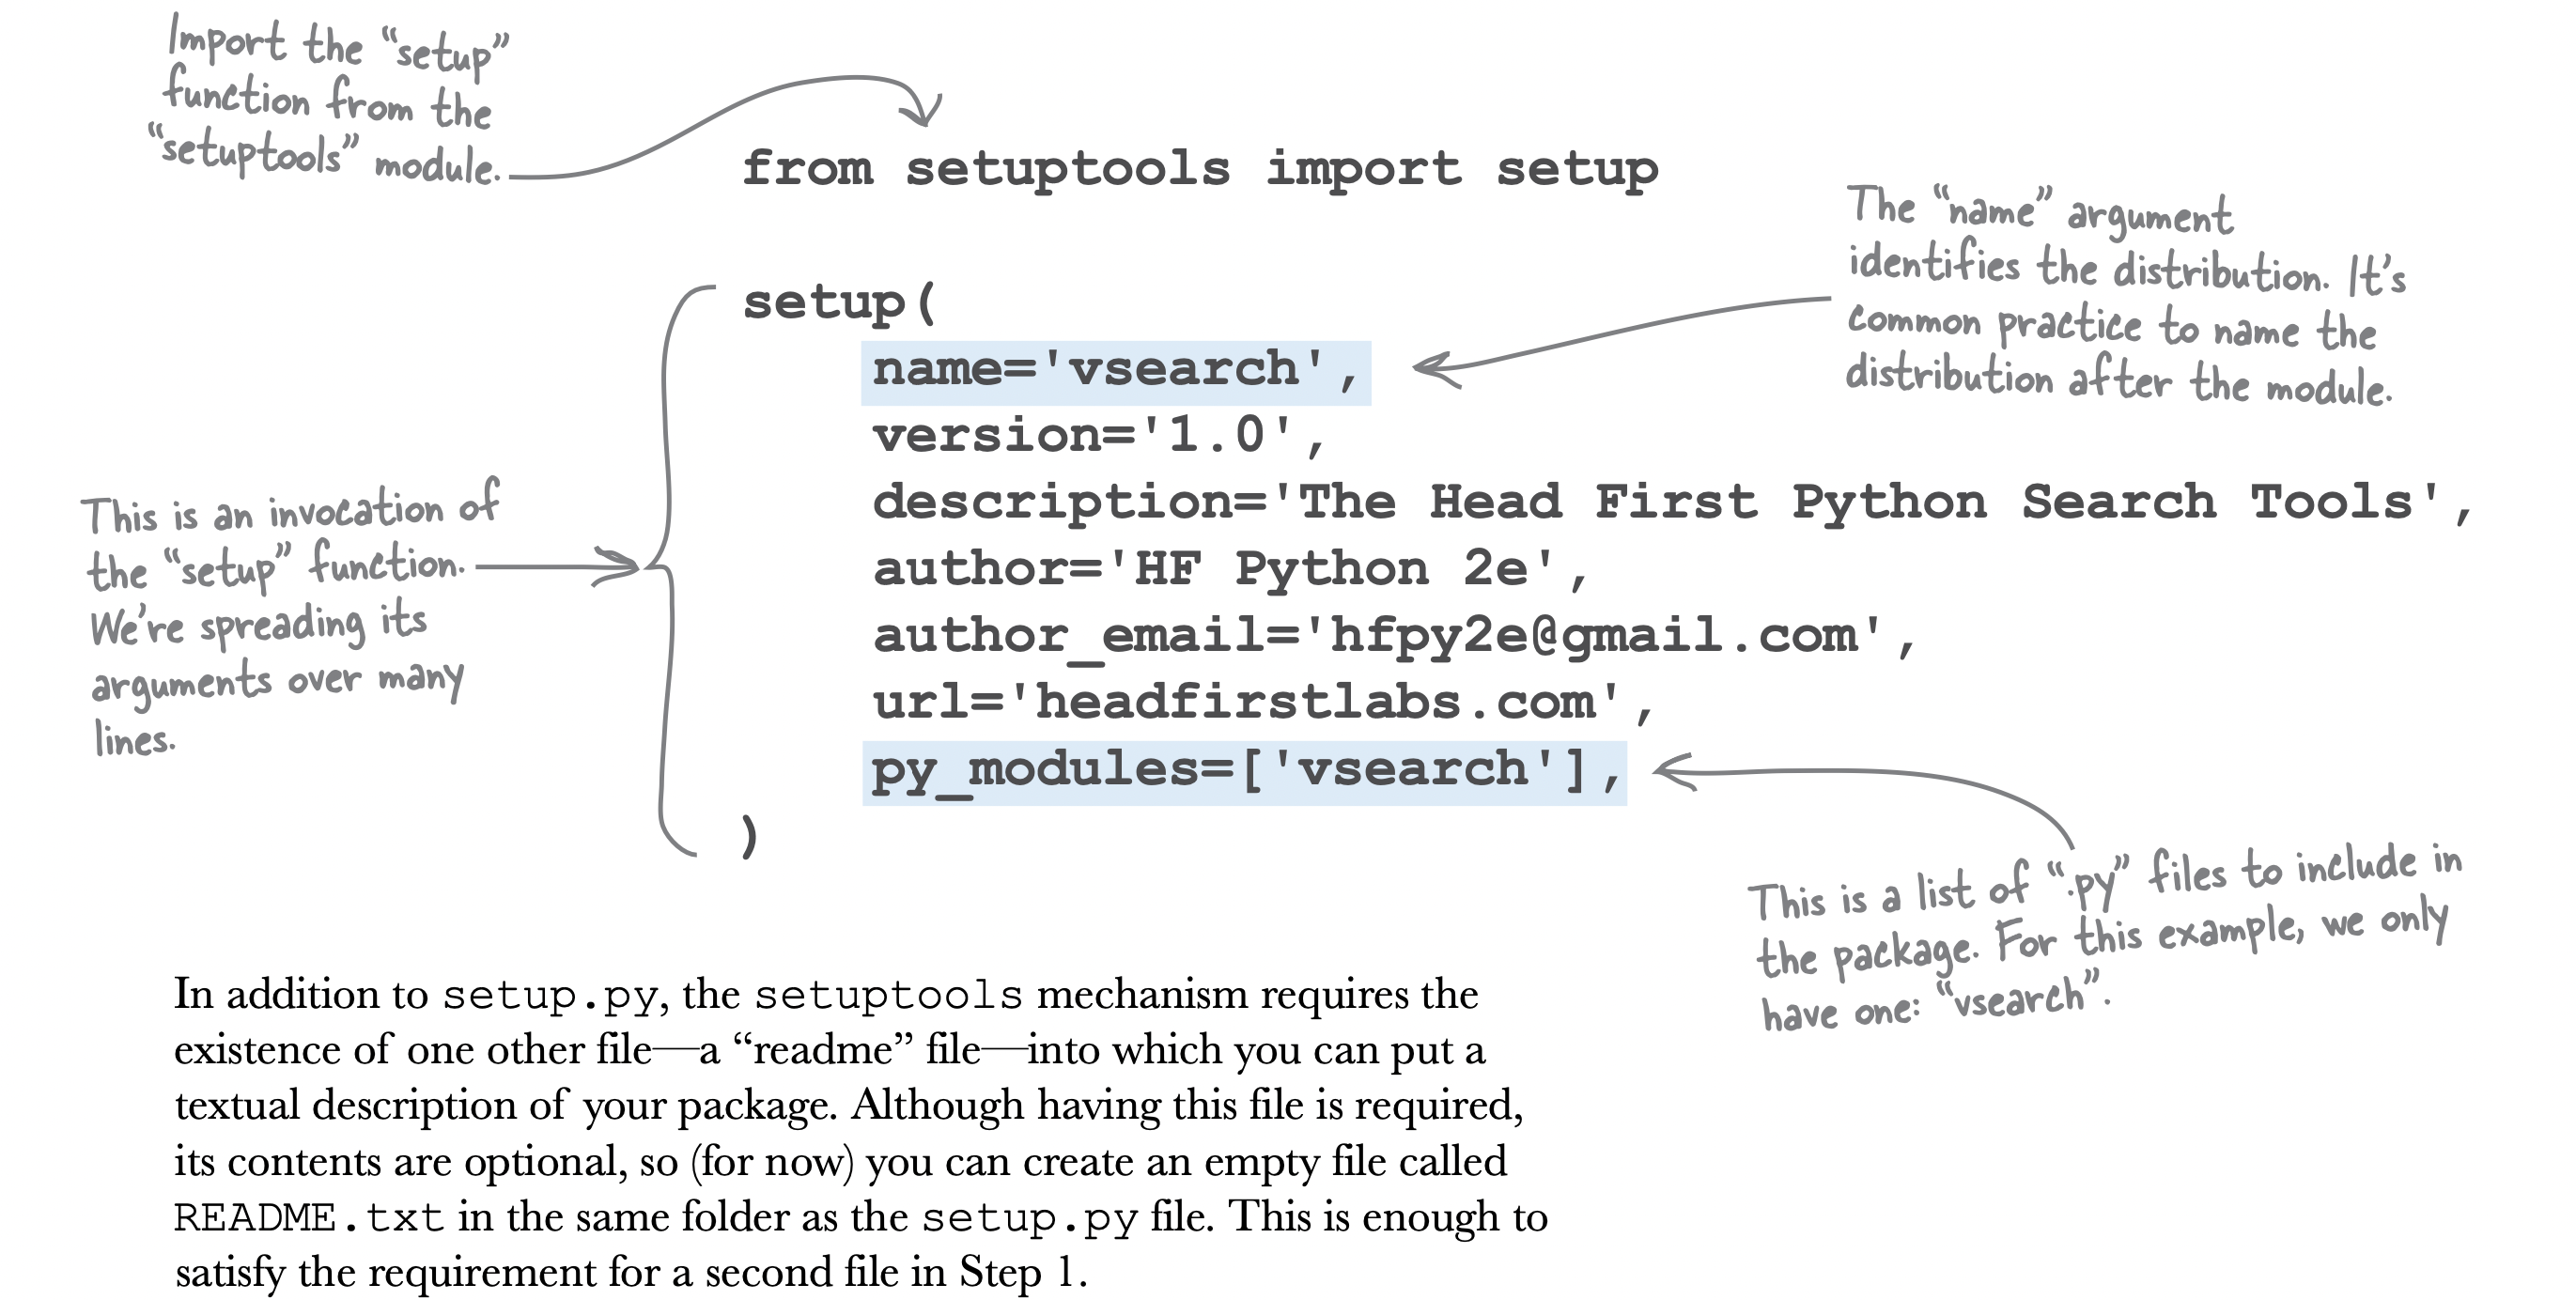 Import the “setup”
function from the
“setuptools” module.
from setuptools import setup
The “name” argument
identifies the distribution. It’s
common practice to name the
distribution after the module.
setup(
name='vsearch',
version='1.0',
description='The Head First Python Search Tools',
author='HF Python 2e',
author_email='hfpy2e@gmail.com',
url='headfirstlabs.com',
py_modules=['vsearch'],
)
This is an invocation of
the “setup” function.
We’re spreading its
arguments over many
lines.
This is a list of “.py” files to include in
the package. For this example, we only
have one: “vsearch”.
In addition to setup.py, the setuptools mechanism requires the
existence of one other file—a “readme” file—into which you can put a
textual description of your package. Although having this file is required,
its contents are optional, so (for now) you can create an empty file called
README.txt in the same folder as the setup.py file. This is enough to
satisfy the requirement for a second file in Step 1.